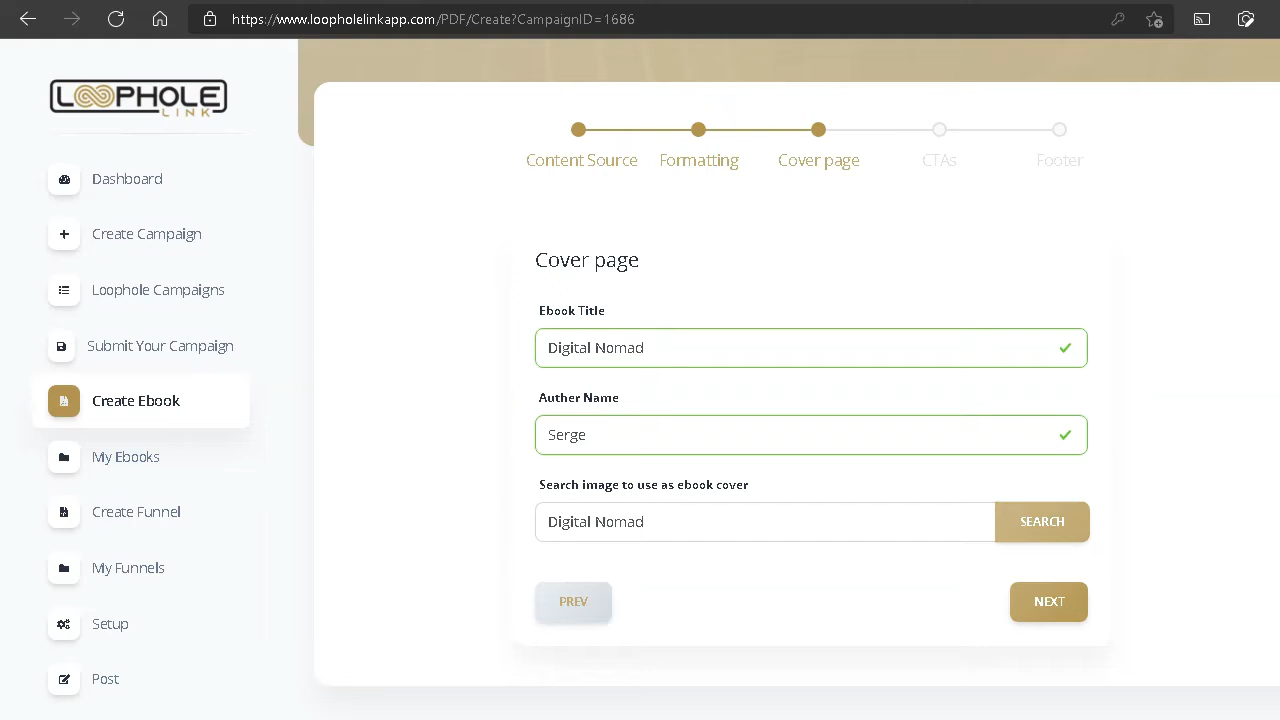 https://www.loopholelinkapp.com/PDF/Create?CampaignID=1686
LOOPHOLE
LINK
Dashboard
Create Campaign
Loophole Campaigns
Submit Your Campaign
Create Ebook
My Ebooks
Create Funnel
My Funnels
Setup
Post
Content Source
Formatting
Cover page
CTAs
Footer
Cover page
Ebook Title
Digital Nomad
Auther Name
Serge
Search image to use as ebook cover
Digital Nomad
SEARCH
PREV
NEXT